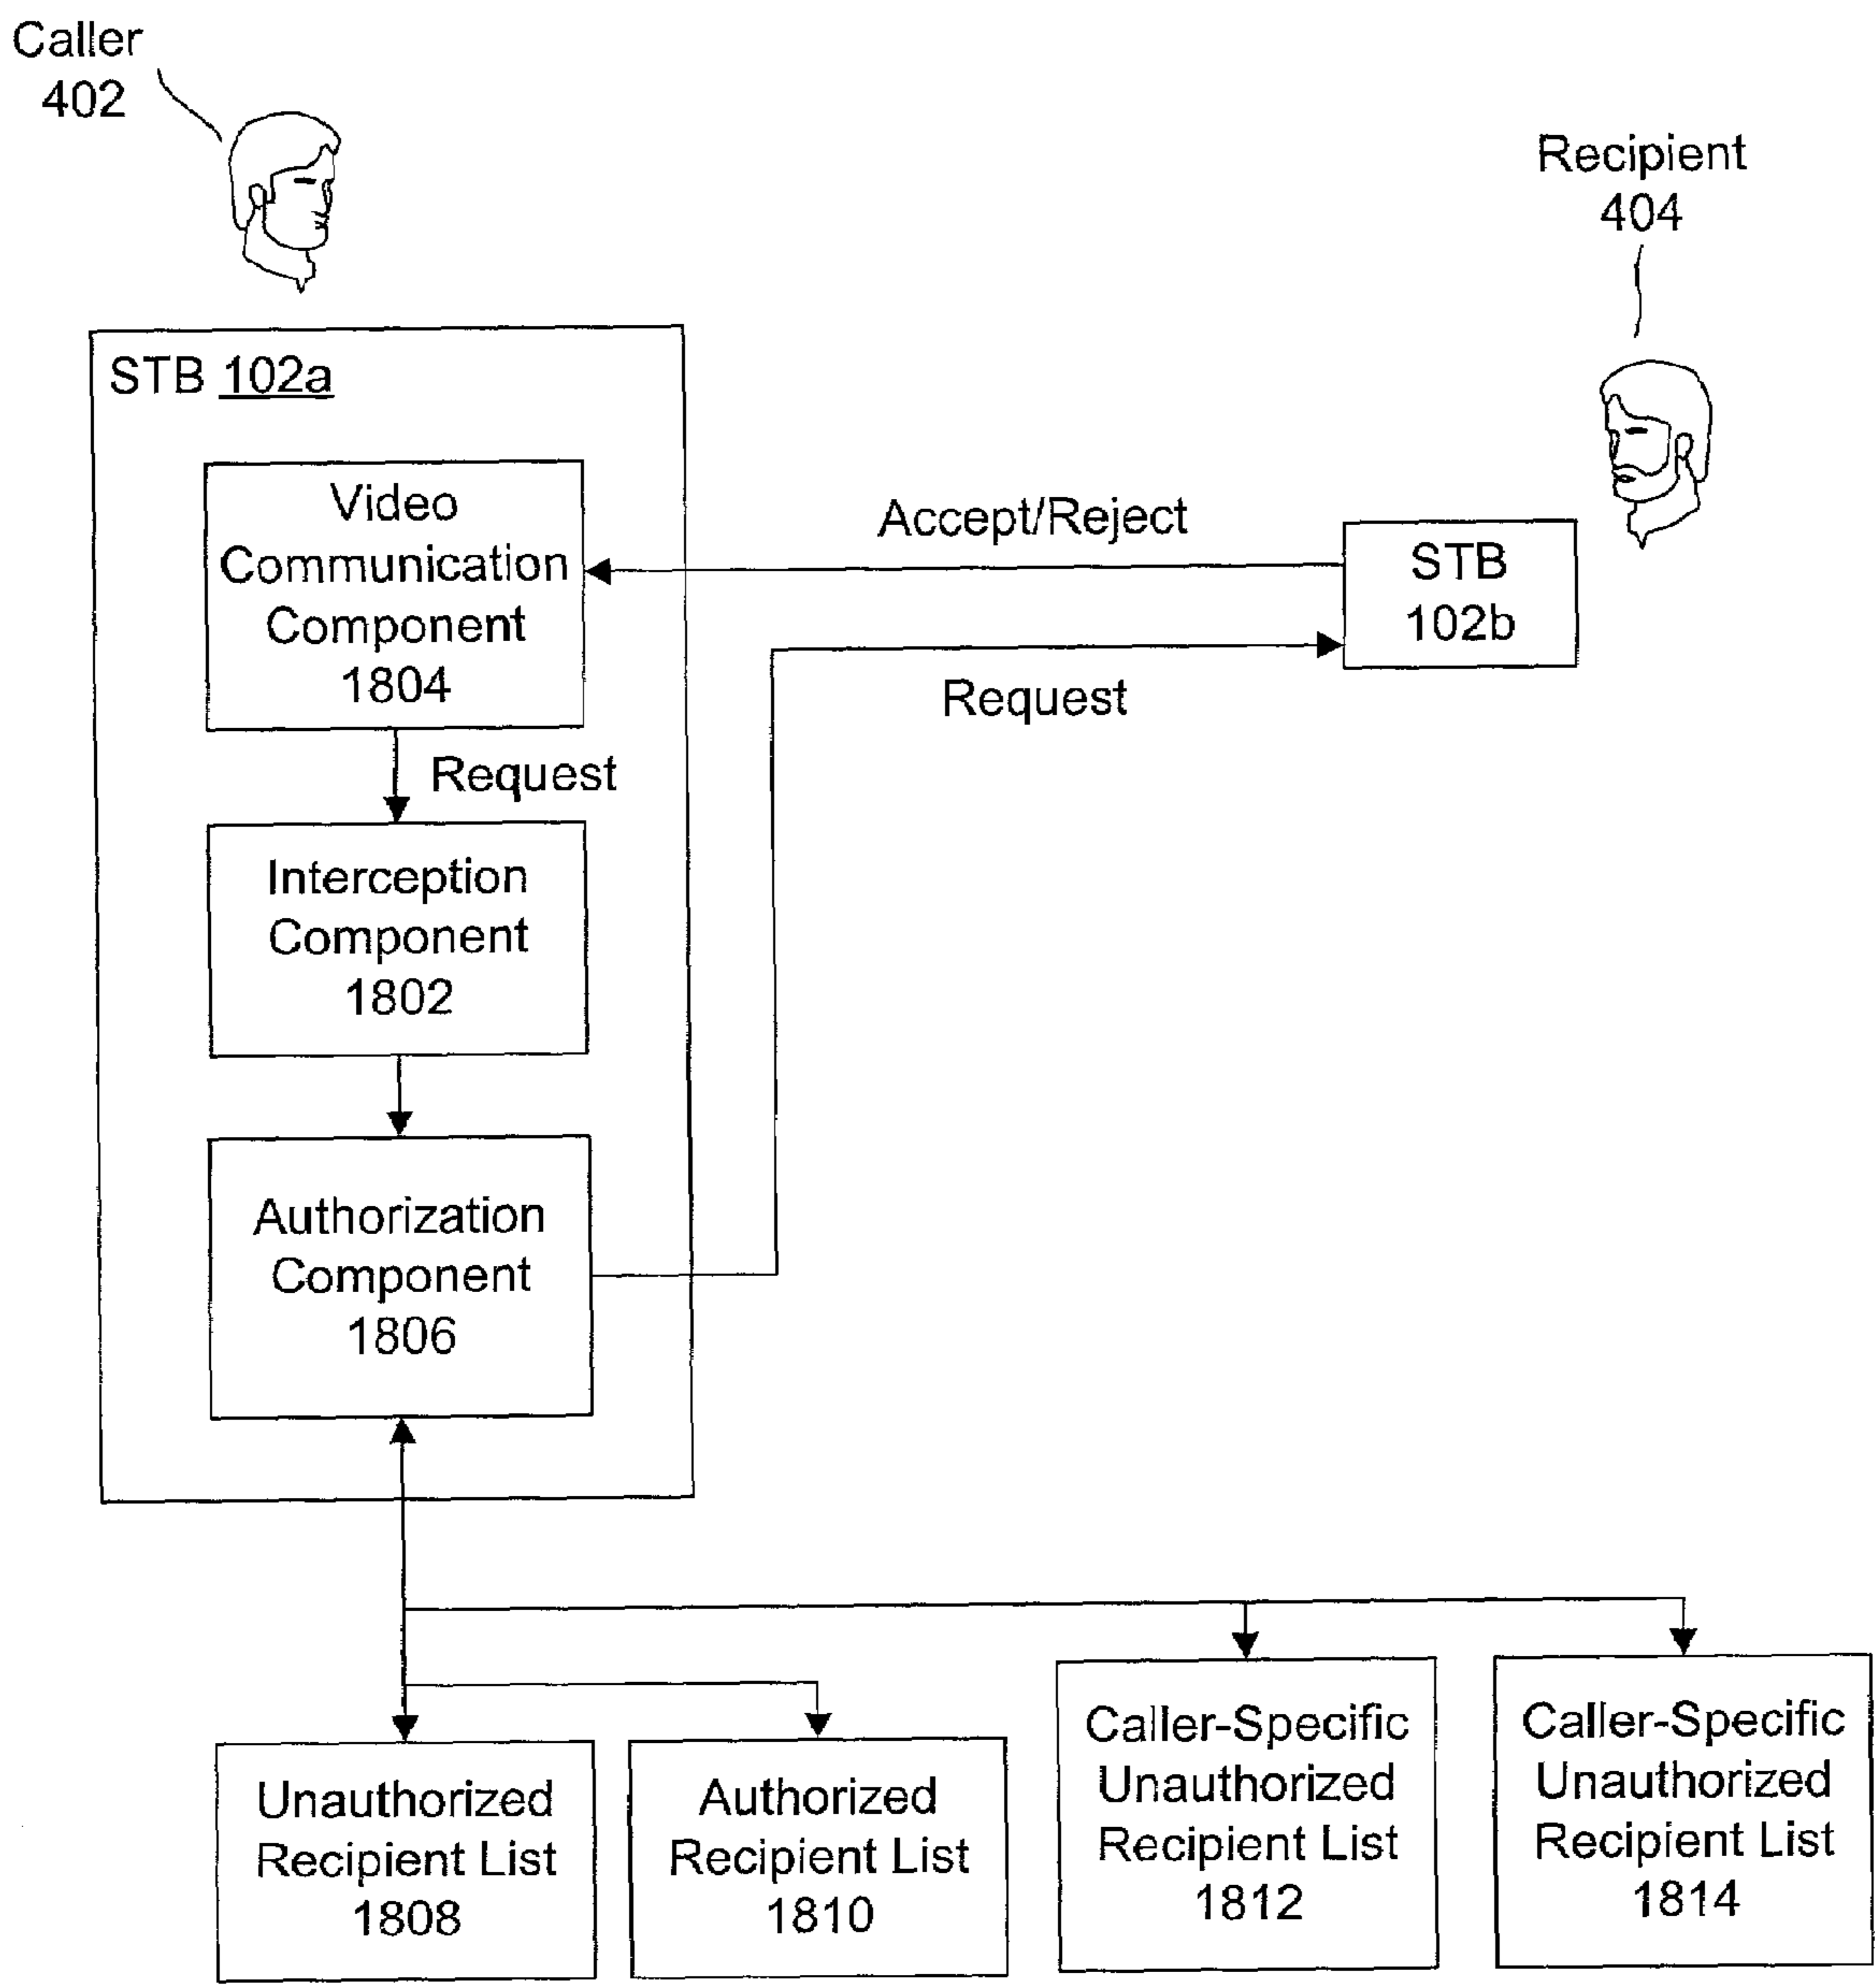 Caller
402
Recipient
404
STB 102a
Video
Communication
Component
1804
Accept/Reject
STB
102b
Request
Request
Interception
Component
1802
Authorization
Component
1806
Unauthorized
Recipient List
1808
Authorized
Recipient List
1810
Caller-Specific
Unauthorized
Recipient List
1812
Caller-Specific
Unauthorized
Recipient List
1814